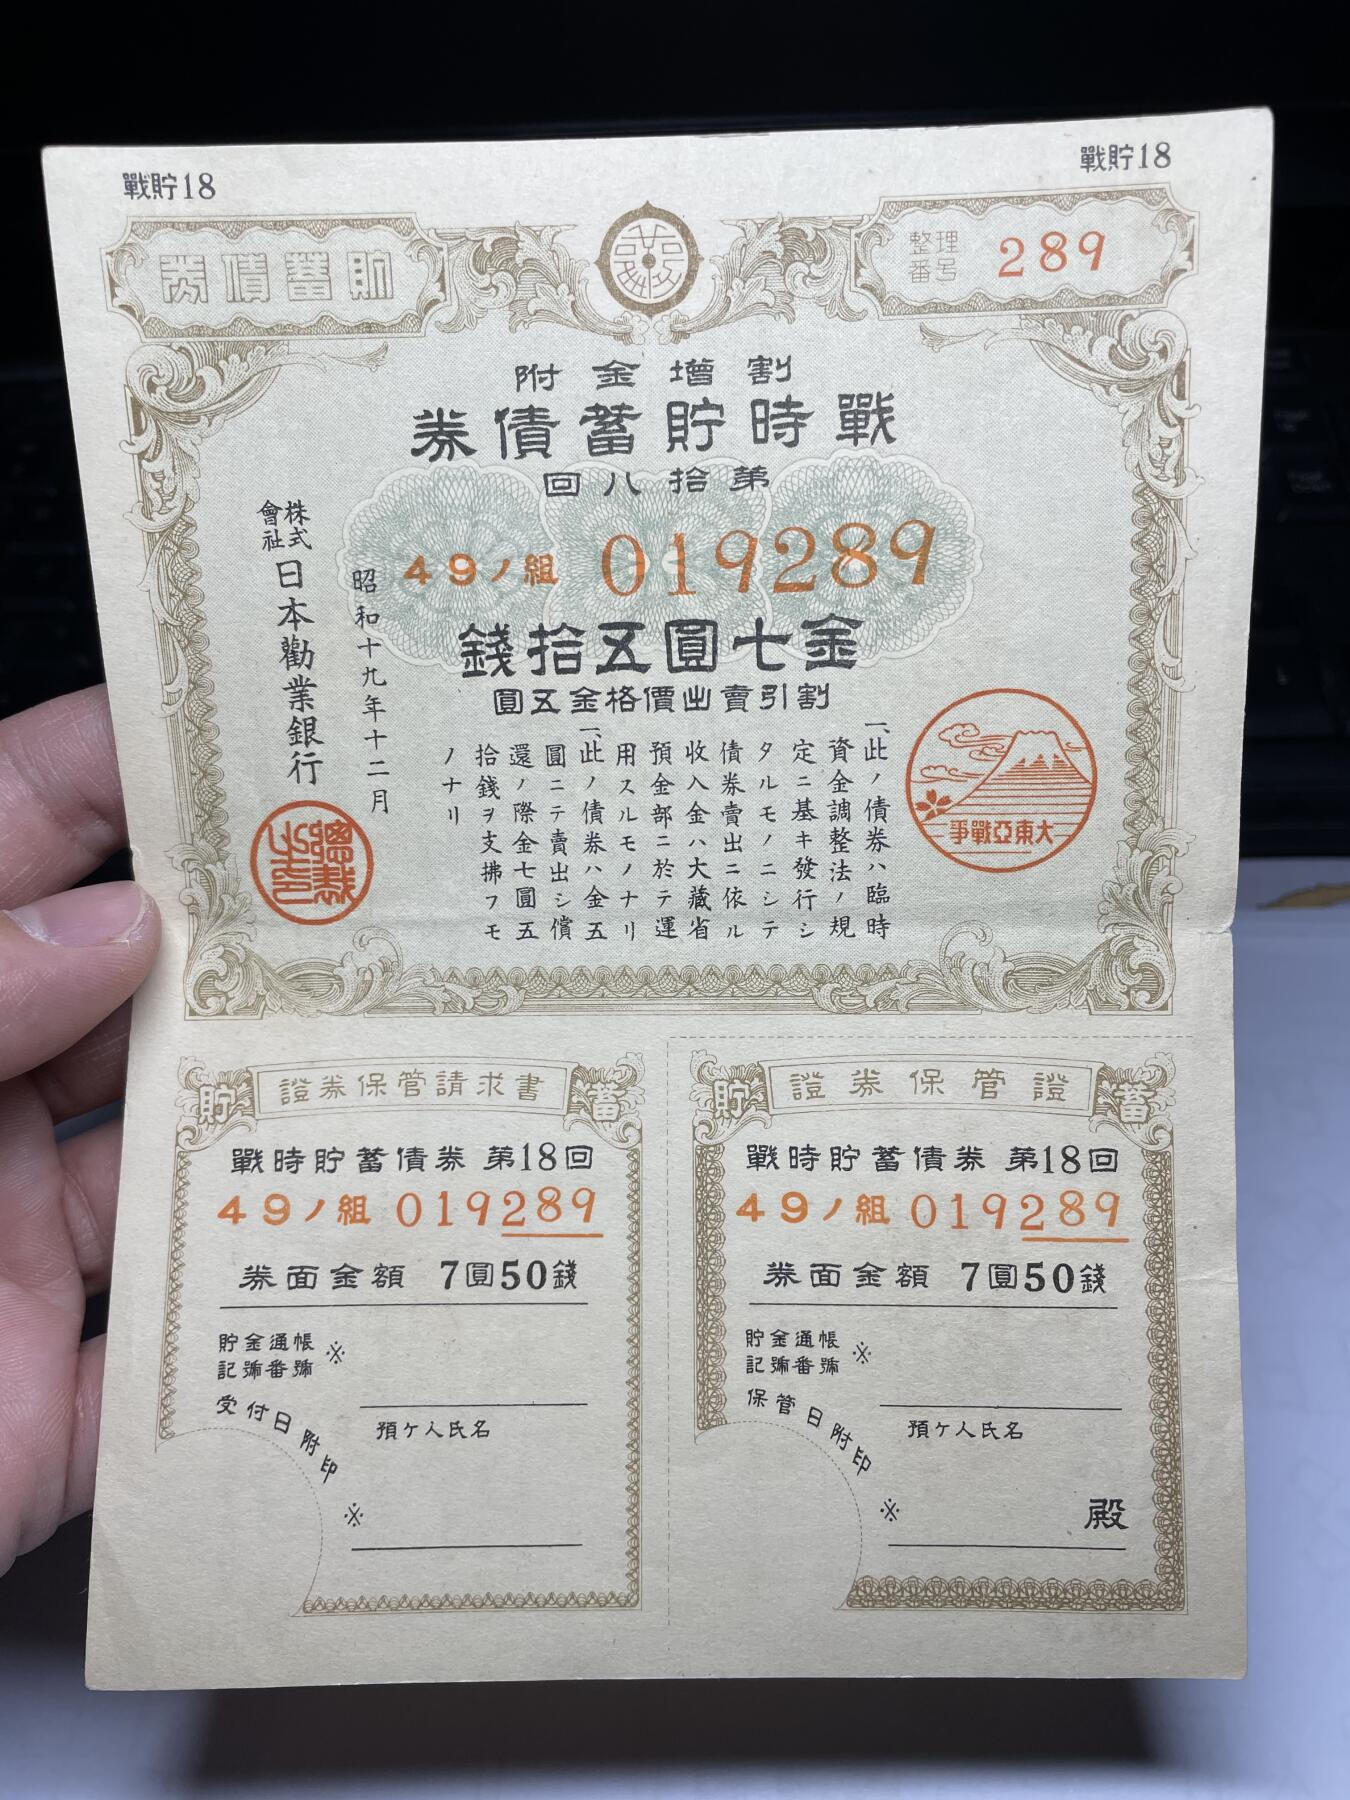 戰貯18
戰貯18
券債蓄貯
整理番号 289
附金增割
券債蓄貯時戰
回八拾第
49ノ組 019289
錢拾五圓七金
圓五金格價出賣引割
一、此ノ債券ハ臨時
資金調整法ノ規
定ニ基キ發行シ
タルモノニシテ
債券賣出ニ依ル
收入金ハ大藏省
預金部ニ於テ運
用スルモノナリ
一、此ノ債券ハ金五
圓ニテ賣出シ償
還ノ際金七圓五
拾錢ヲ支拂フモ
ノナリ
昭和十九年十二月
株式會社日本勸業銀行
總裁之印
爭戰亞東大
證券保管請求書
貯 蓄
戰時貯蓄債券 第18回
49ノ組 019289
券面金額 7圓50錢
貯金通帳
記號番號 ※
受付日附印
預ケ人氏名
※
證券保管證
貯 蓄
戰時貯蓄債券 第18回
49ノ組 019289
券面金額 7圓50錢
貯金通帳
記號番號 ※
保管日附印
預ケ人氏名
※
殿